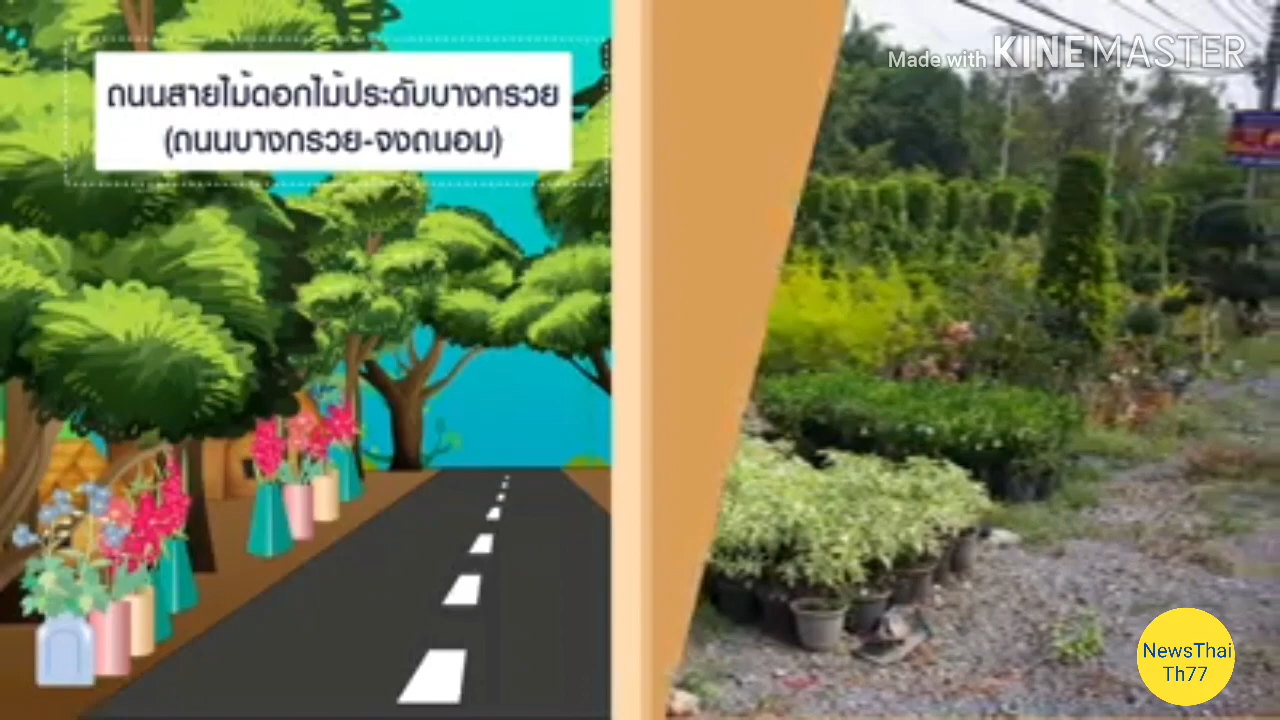 ถนนสายไม้ดอกไม้ประดับบางกรวย
(ถนนบางกรวย-จงถนอม)
Made with KINEMASTER
NewsThai
Th77